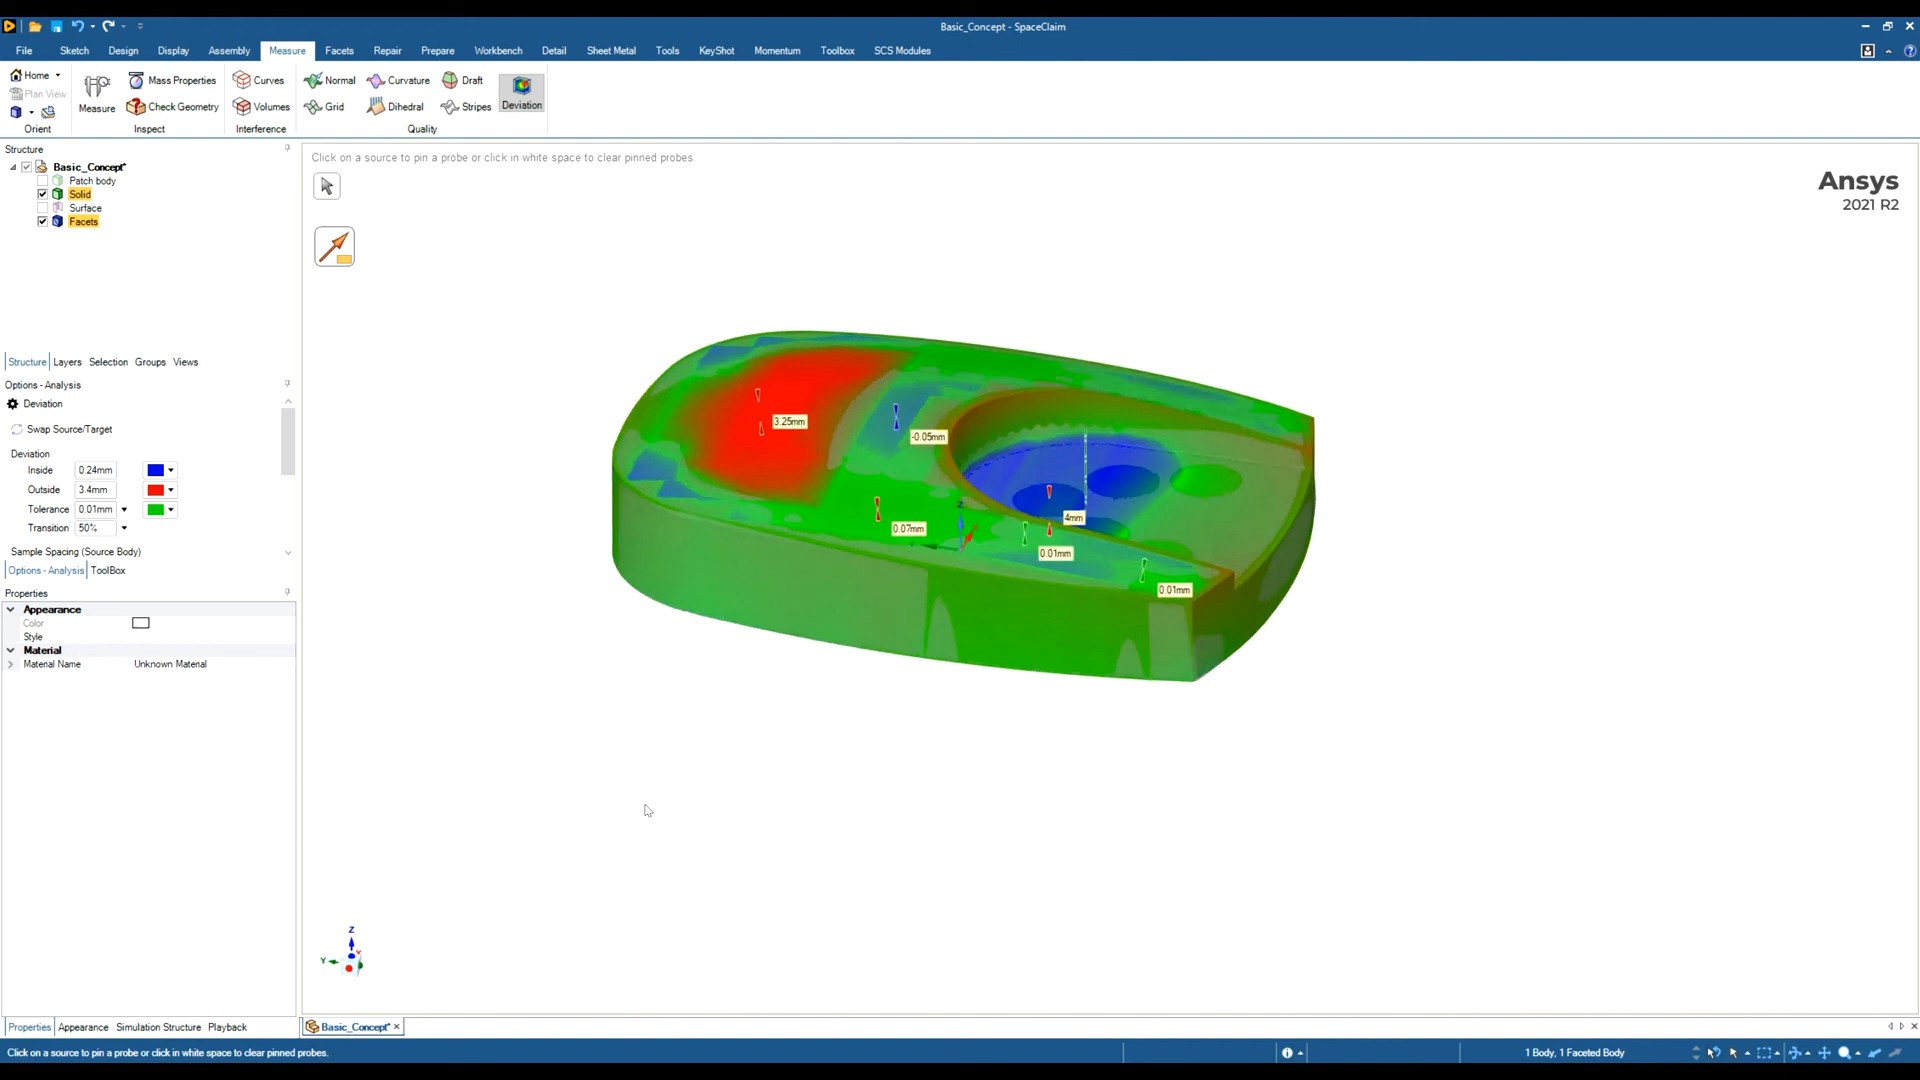 Basic_Concept - SpaceClaim
File Sketch Design Display Assembly Measure Facets Repair Prepare Workbench Detail Sheet Metal Tools KeyShot Momentum Toolbox SCS Modules
Home
Plan View
Orient
Measure
Mass Properties
Check Geometry
Inspect
Curves
Volumes
Interference
Normal
Curvature
Draft
Grid
Dihedral
Stripes
Deviation
Quality
Structure
Basic_Concept*
Patch body
Solid
Surface
Facets
Structure Layers Selection Groups Views
Options - Analysis
Deviation
Swap Source/Target
Deviation
Inside 0.24mm
Outside 3.4mm
Tolerance 0.01mm
Transition 50%
Sample Spacing (Source Body)
Options - Analysis ToolBox
Properties
Appearance
Color
Style
Material
Material Name Unknown Material
Properties Appearance Simulation Structure Playback
Click on a source to pin a probe or click in white space to clear pinned probes
Ansys
2021 R2
3.25mm
-0.05mm
4mm
0.07mm
0.01mm
0.01mm
Z
Z
Y
Basic_Concept*
Click on a source to pin a probe or click in white space to clear pinned probes.
1 Body, 1 Faceted Body